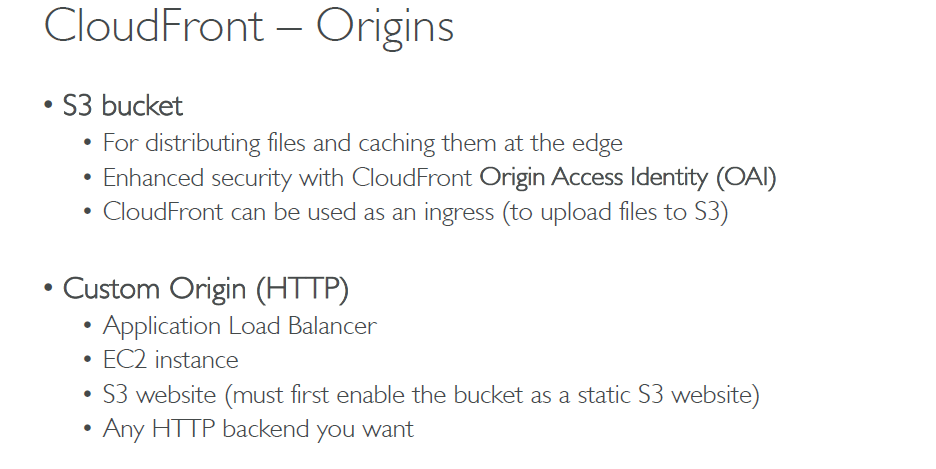 CloudFront – Origins
• S3 bucket
• For distributing files and caching them at the edge
• Enhanced security with CloudFront Origin Access Identity (OAI)
• CloudFront can be used as an ingress (to upload files to S3)
• Custom Origin (HTTP)
• Application Load Balancer
• EC2 instance
• S3 website (must first enable the bucket as a static S3 website)
• Any HTTP backend you want